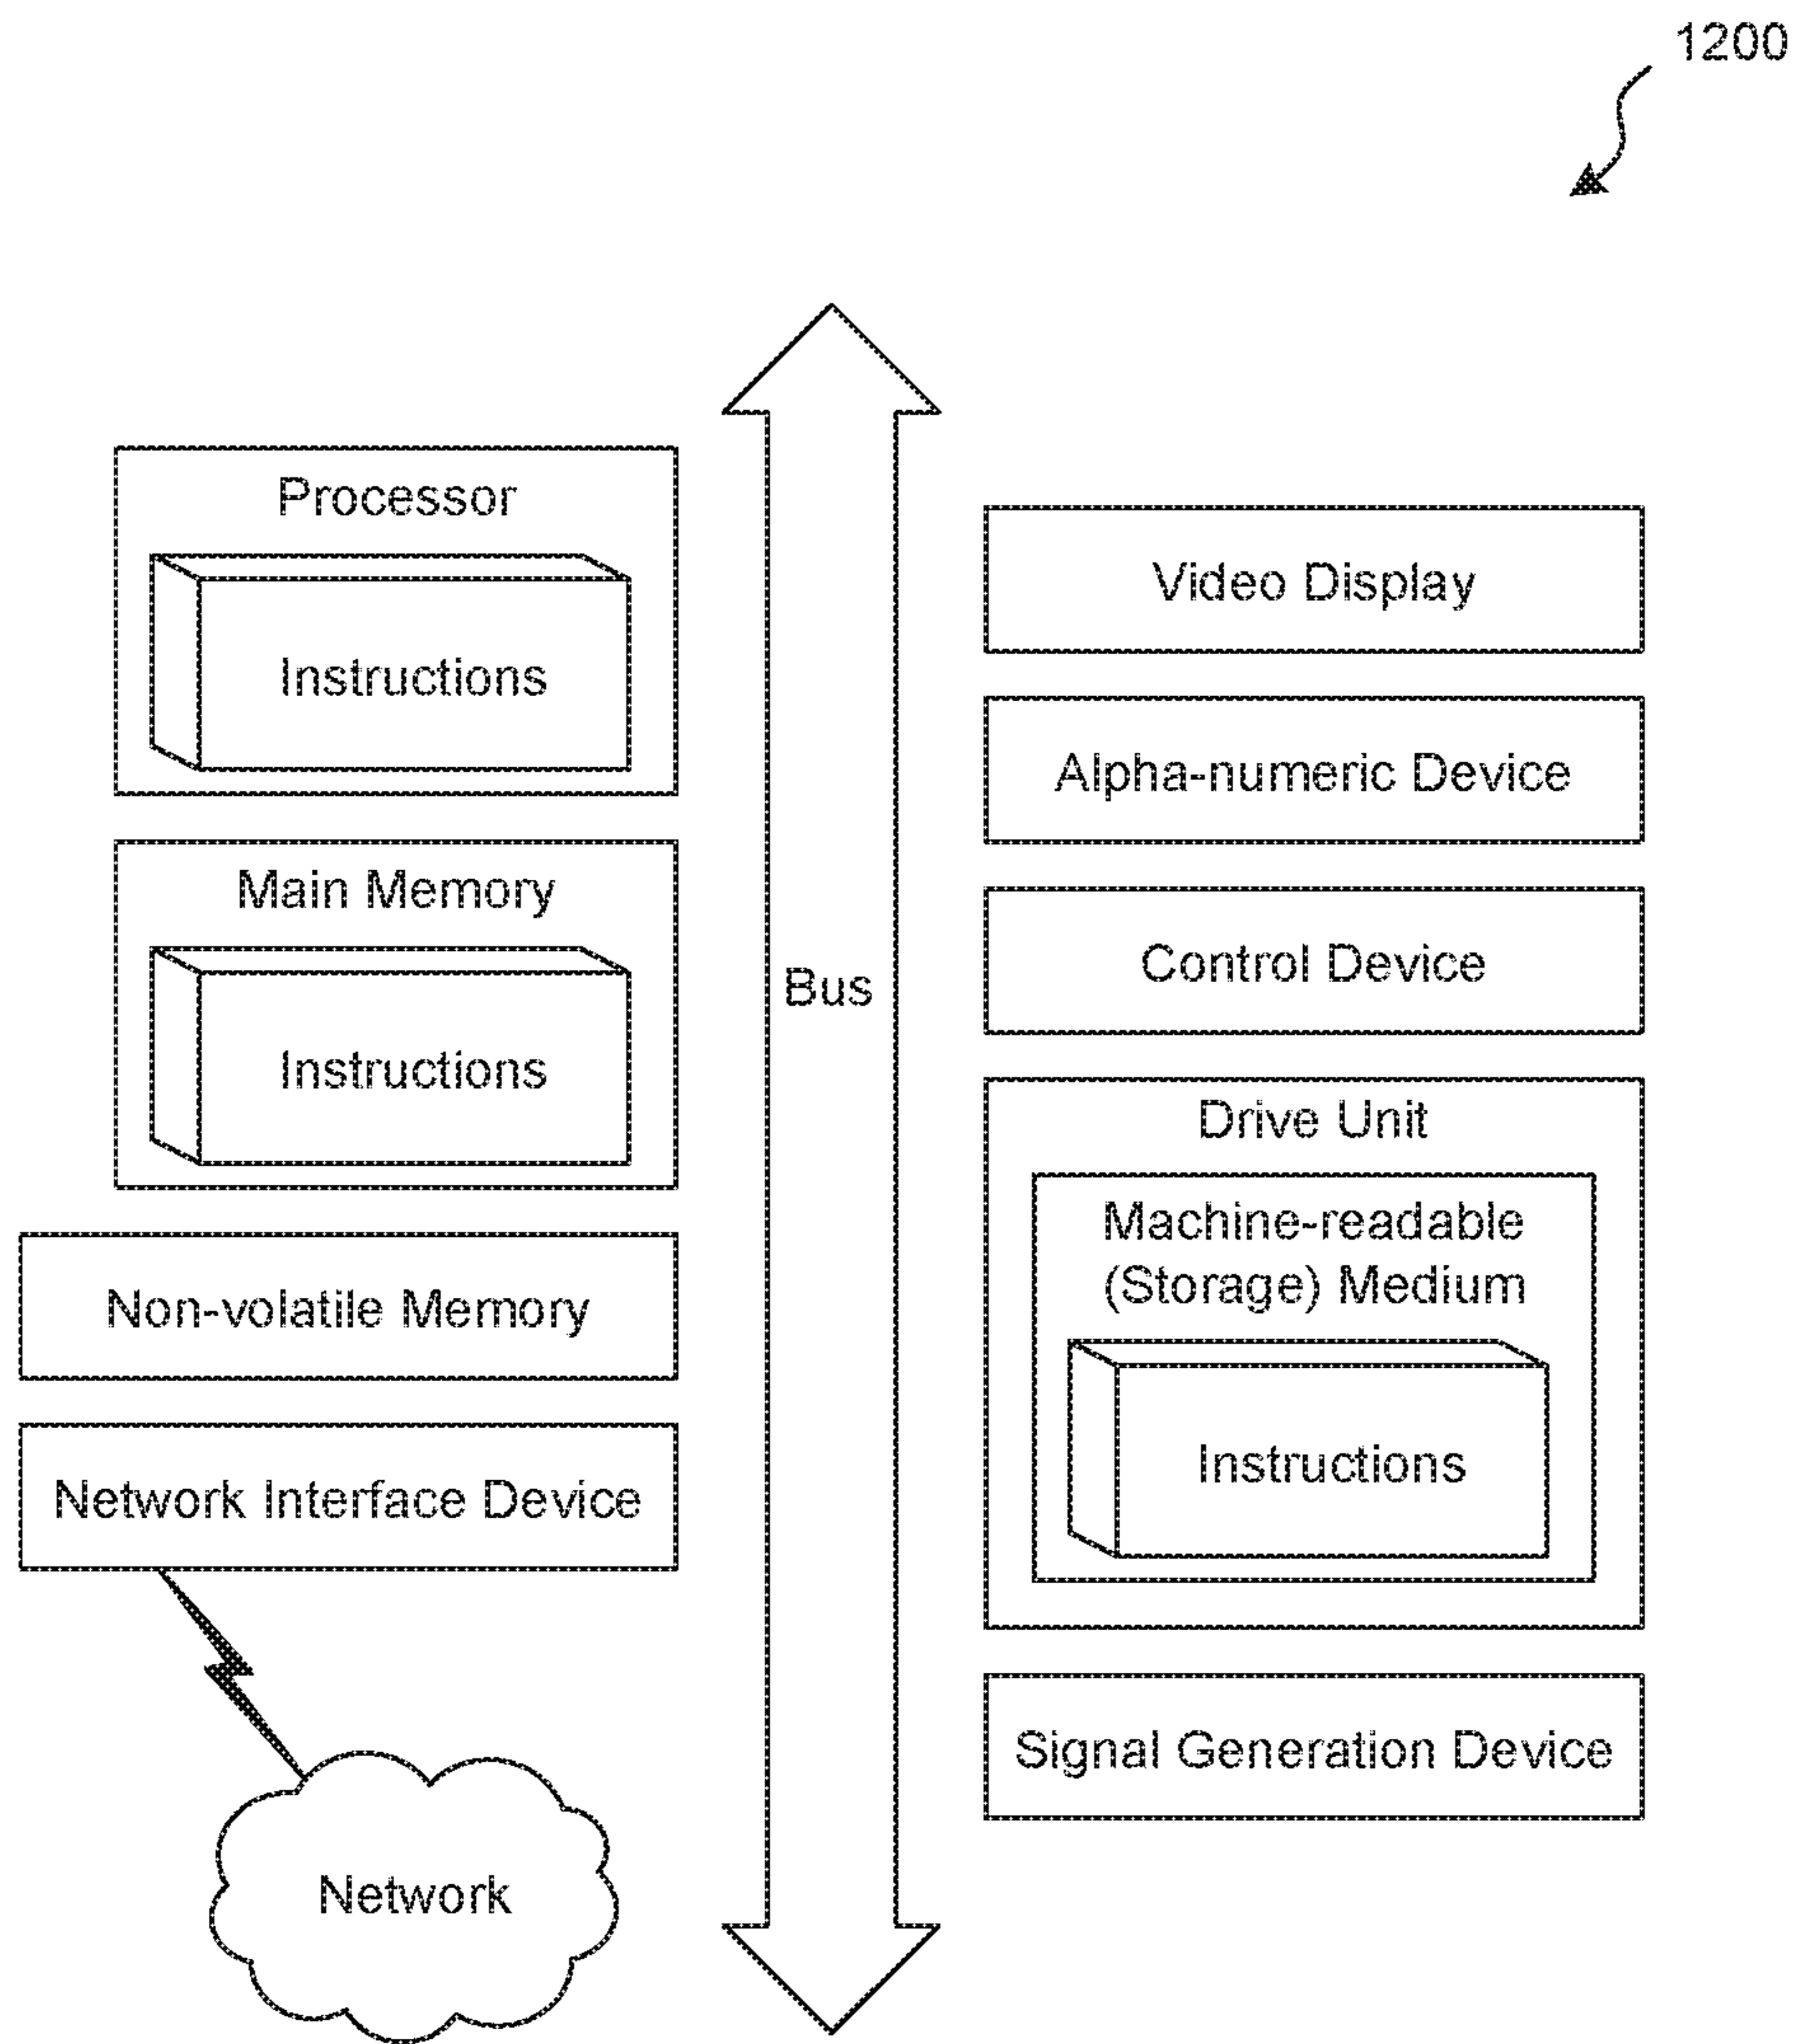 1200
Processor
Instructions
Main Memory
Instructions
Non-volatile Memory
Network Interface Device
Network
Bus
Video Display
Alpha-numeric Device
Control Device
Drive Unit
Machine-readable
(Storage) Medium
Instructions
Signal Generation Device